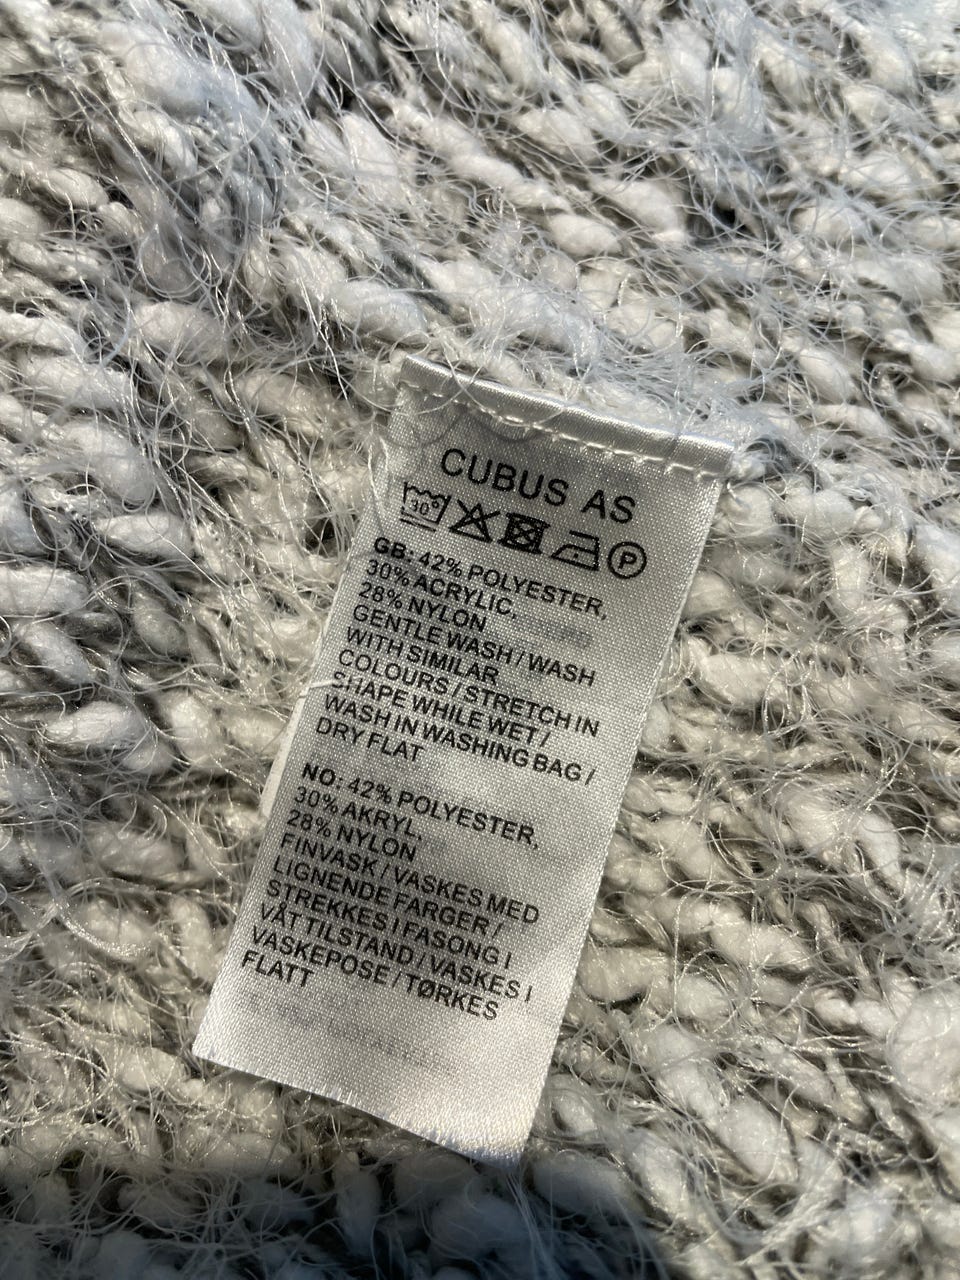 CUBUS AS
30°
P
GB: 42% POLYESTER,
30% ACRYLIC,
28% NYLON
GENTLE WASH / WASH
WITH SIMILAR
COLOURS / STRETCH IN
SHAPE WHILE WET /
WASH IN WASHING BAG /
DRY FLAT
NO: 42% POLYESTER,
30% AKRYL,
28% NYLON
FINVASK / VASKES MED
LIGNENDE FARGER /
STREKKES I FASONG I
VÅT TILSTAND / VASKES I
VASKEPOSE / TØRKES
FLATT